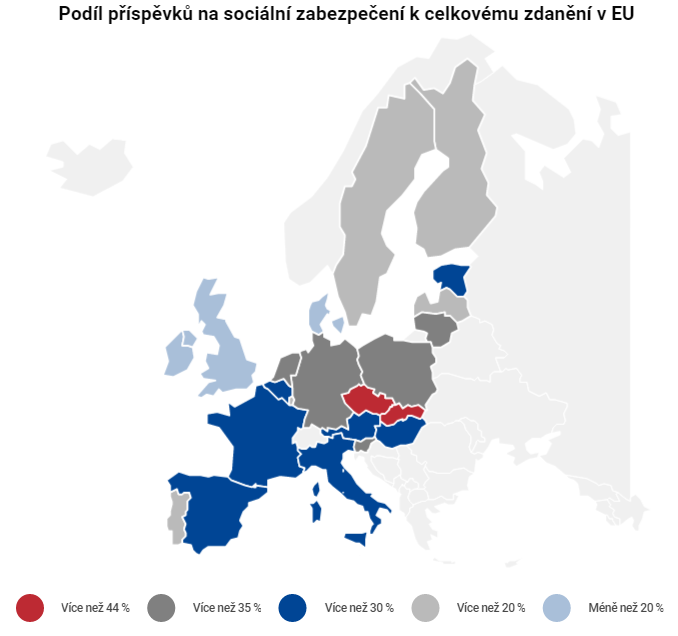 Podíl příspěvků na sociální zabezpečení k celkovému zdanění v EU
Více než 44 %
Více než 35 %
Více než 30 %
Více než 20 %
Méně než 20 %